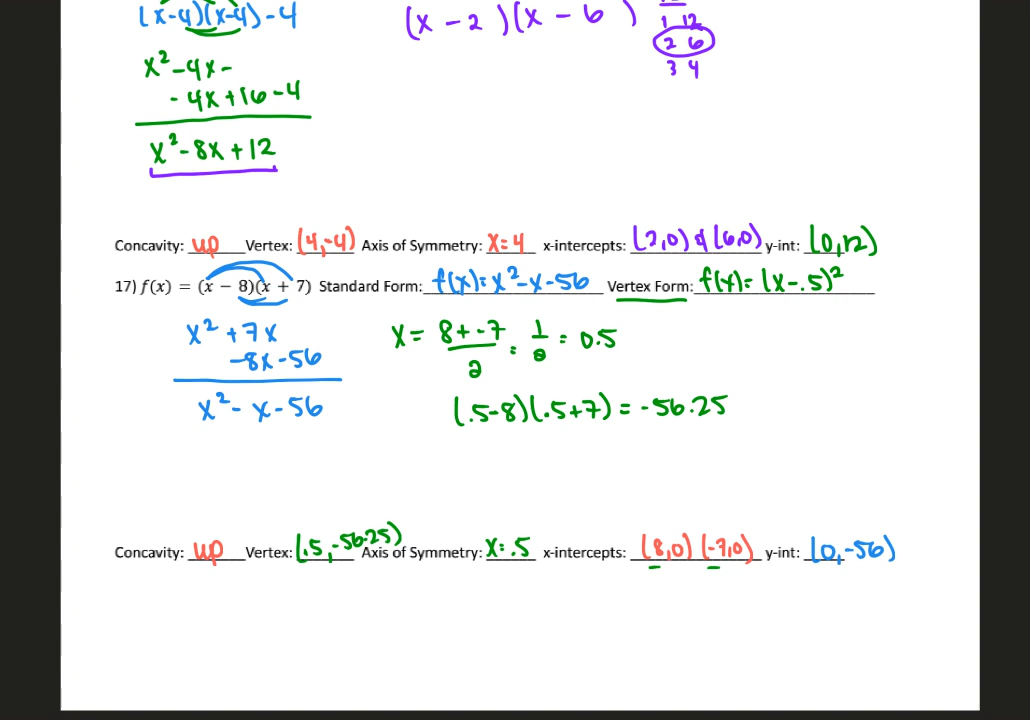 (x-4)(x-4)-4
(x-2)(x-6)
1 12
2 6
3 4
x²-4x-
-4x+16-4
x²-8x+12
Concavity: up Vertex: (4,-4) Axis of Symmetry: x=4 x-intercepts: (2,0) & (6,0) y-int: (0,12)
17) f(x) = (x − 8)(x + 7) Standard Form: f(x)=x²-x-56 Vertex Form: f(x)=(x-.5)²
x²+7x
-8x-56
x²-x-56
x= 8+-7/2 = 1/2 = 0.5
(.5-8)(.5+7)=-56.25
Concavity: up Vertex: (.5,-56.25) Axis of Symmetry: x=.5 x-intercepts: (8,0) (-7,0) y-int: (0,-56)